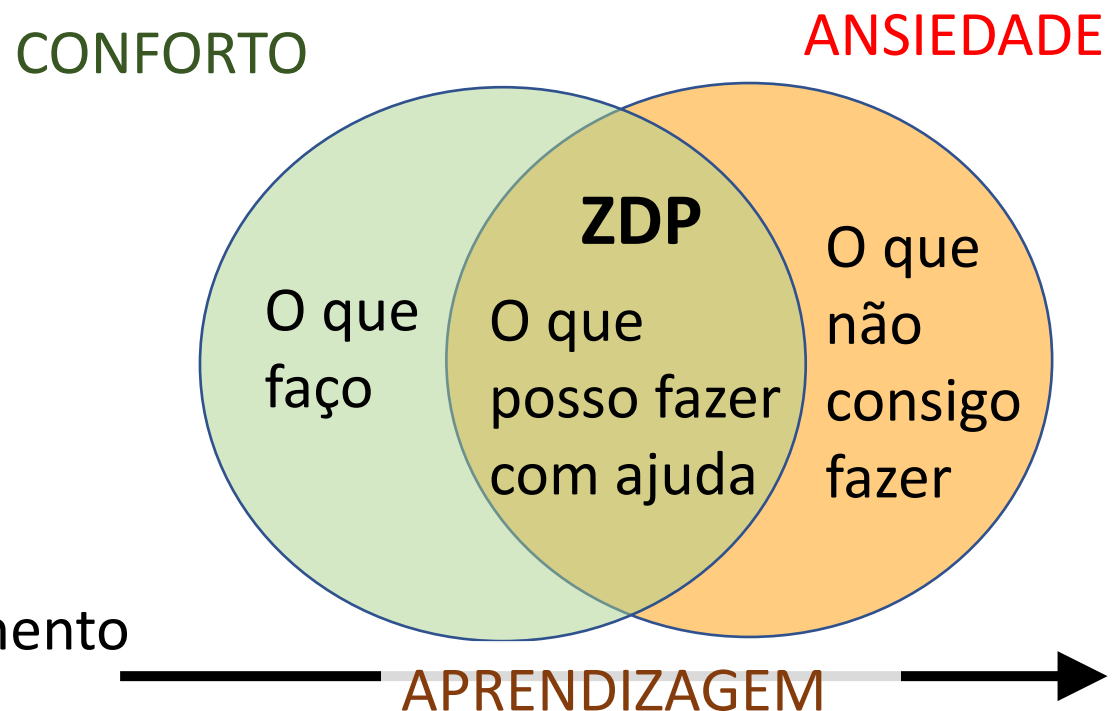 CONFORTO
ANSIEDADE
ZDP
O que
faço
O que
posso fazer
com ajuda
O que
não
consigo
fazer
APRENDIZAGEM